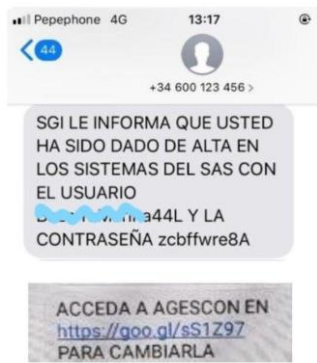 Pepephone 4G 13:17
44
+34 600 123 456 >
SGI LE INFORMA QUE USTED
HA SIDO DADO DE ALTA EN
LOS SISTEMAS DEL SAS CON
EL USUARIO
a44L Y LA
CONTRASEÑA zcbffwre8A
ACCEDA A AGESCON EN
https://goo.gl/sS1Z97
PARA CAMBIARLA